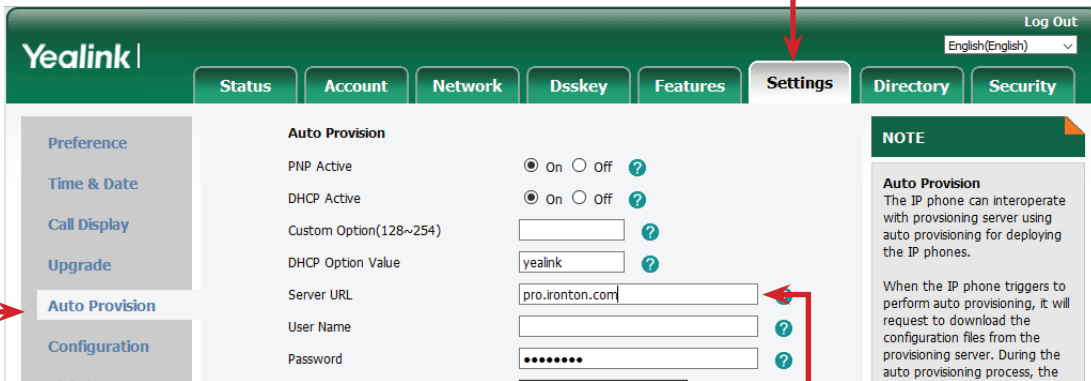 Log Out
Yealink
English(English)
Status Account Network Dsskey Features Settings Directory Security
Preference
Time & Date
Call Display
Upgrade
Auto Provision
Configuration
Auto Provision
PNP Active On Off ?
DHCP Active On Off ?
Custom Option(128~254) ?
DHCP Option Value yealink ?
Server URL pro.ironton.com
User Name ?
Password •••••••• ?
NOTE
Auto Provision
The IP phone can interoperate
with provsioning server using
auto provisioning for deploying
the IP phones.
When the IP phone triggers to
perform auto provisioning, it will
request to download the
configuration files from the
provisioning server. During the
auto provisioning process, the